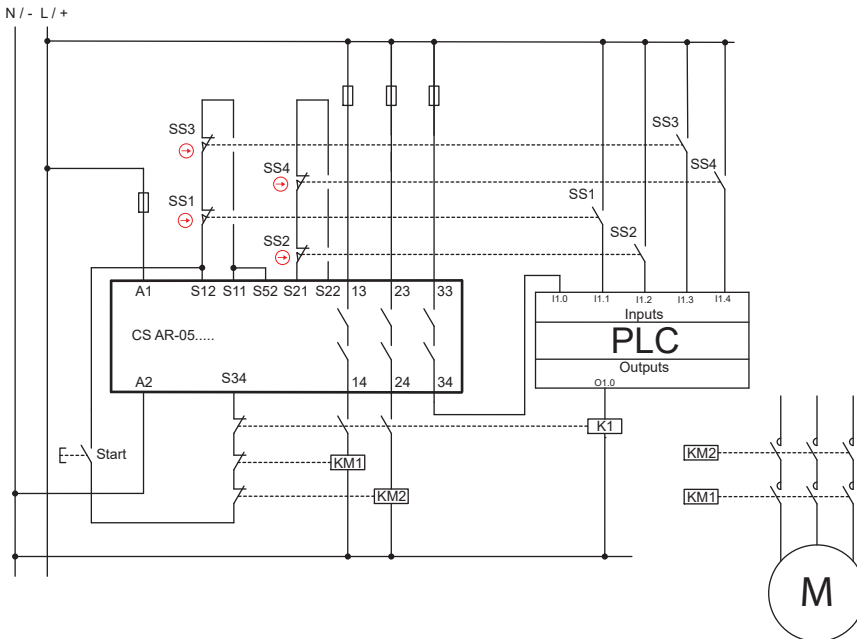 N / - L / +
SS3
SS3
SS4
SS4
SS1
SS1
SS2
SS2
A1 S12 S11 S52 S21 S22 13 23 33
I1.0 I1.1 I1.2 I1.3 I1.4
Inputs
CS AR-05.....
PLC
Outputs
A2 S34 14 24 34
O1.0
K1
Start
KM1
KM2
KM2
KM1
M